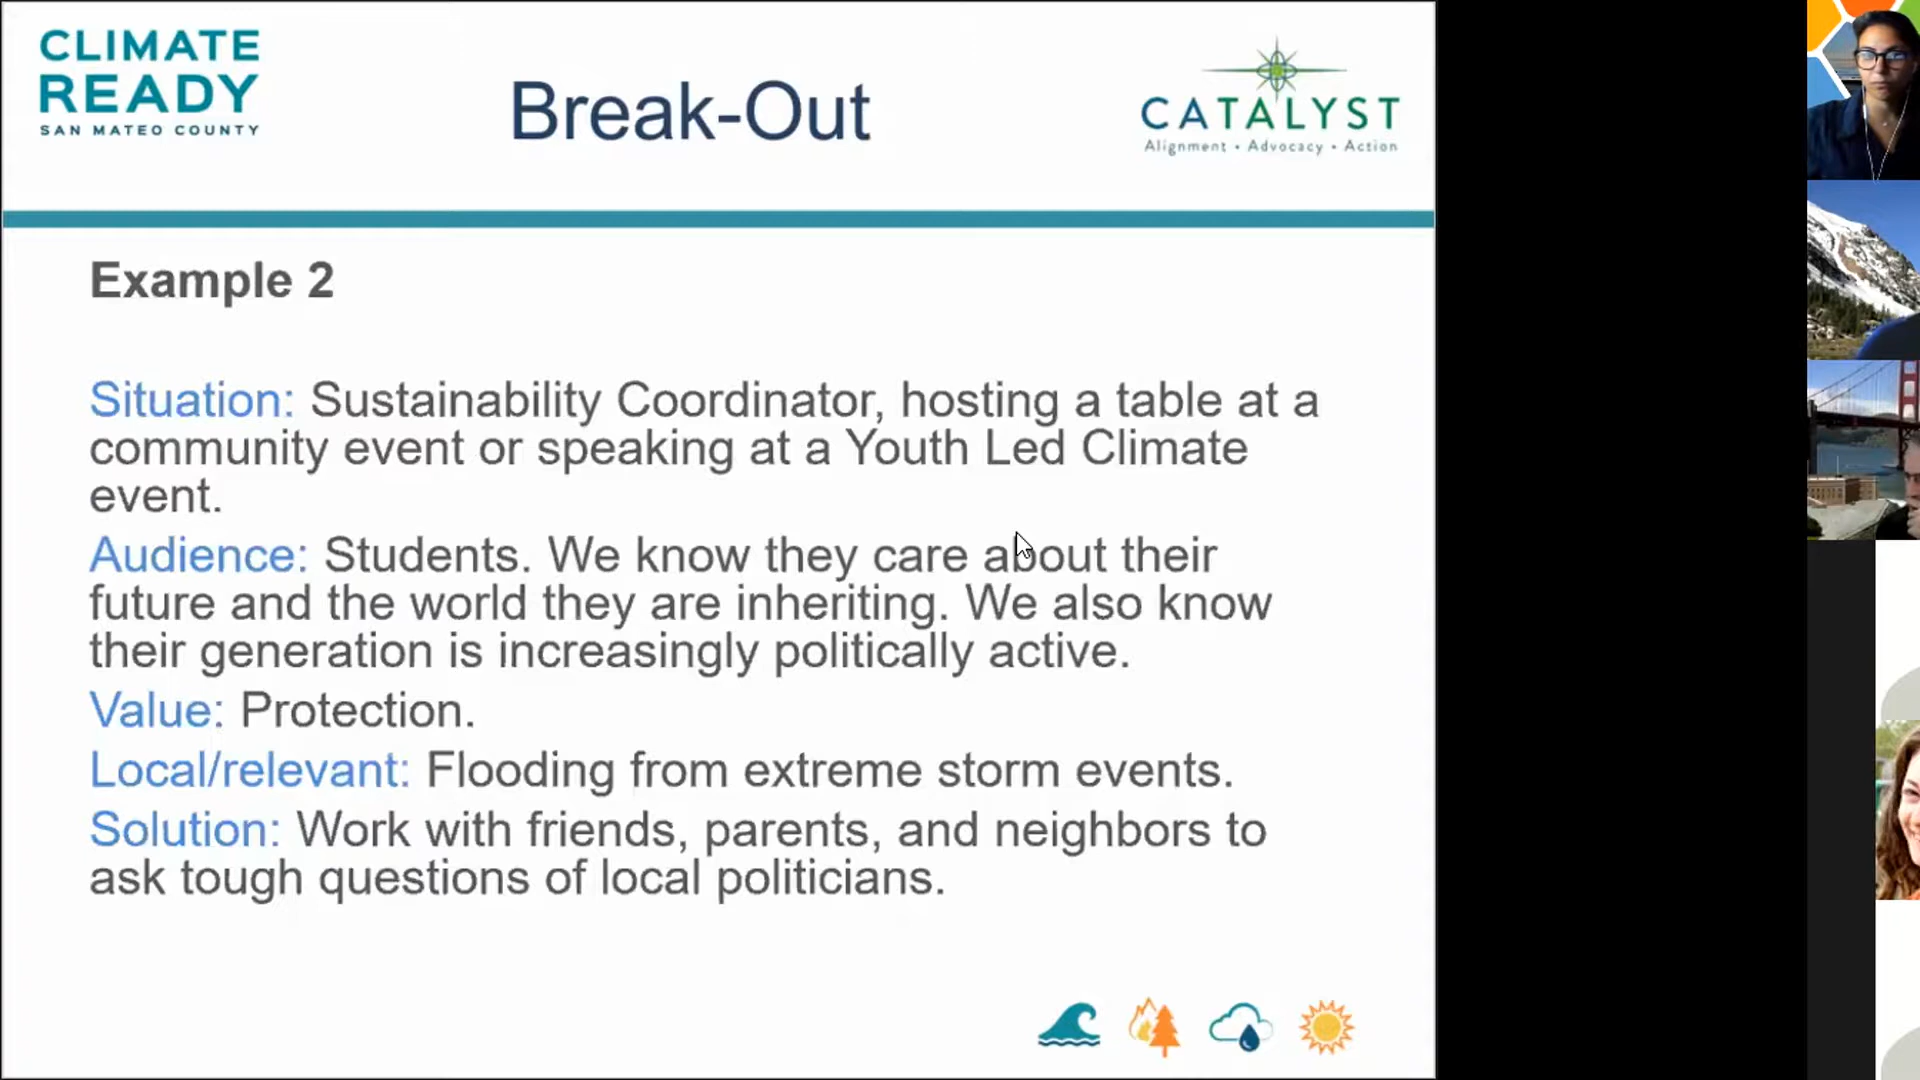 CLIMATE
READY
SAN MATEO COUNTY
Break-Out
CATALYST
Alignment • Advocacy • Action
Example 2
Situation: Sustainability Coordinator, hosting a table at a
community event or speaking at a Youth Led Climate
event.
Audience: Students. We know they care about their
future and the world they are inheriting. We also know
their generation is increasingly politically active.
Value: Protection.
Local/relevant: Flooding from extreme storm events.
Solution: Work with friends, parents, and neighbors to
ask tough questions of local politicians.